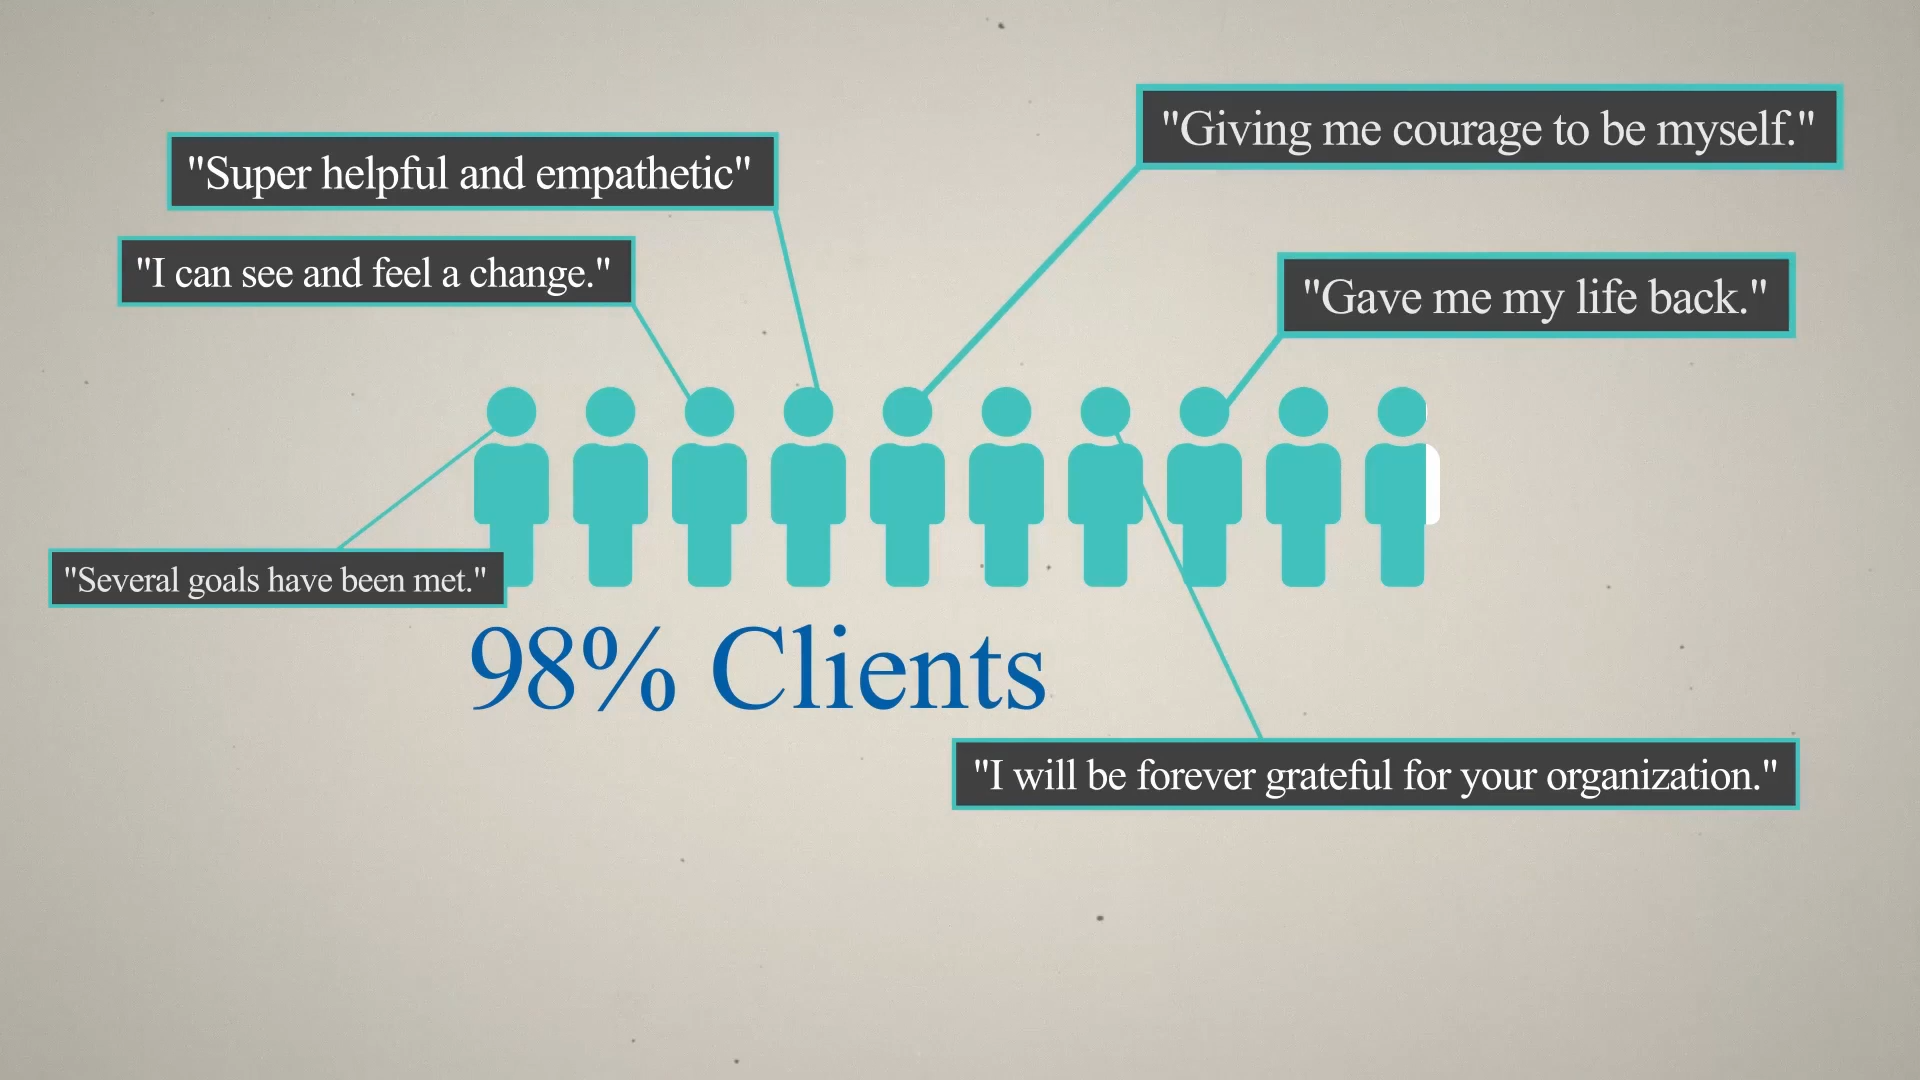 "Giving me courage to be myself."
"Super helpful and empathetic"
"I can see and feel a change."
"Gave me my life back."
"Several goals have been met."
98% Clients
"I will be forever grateful for your organization."